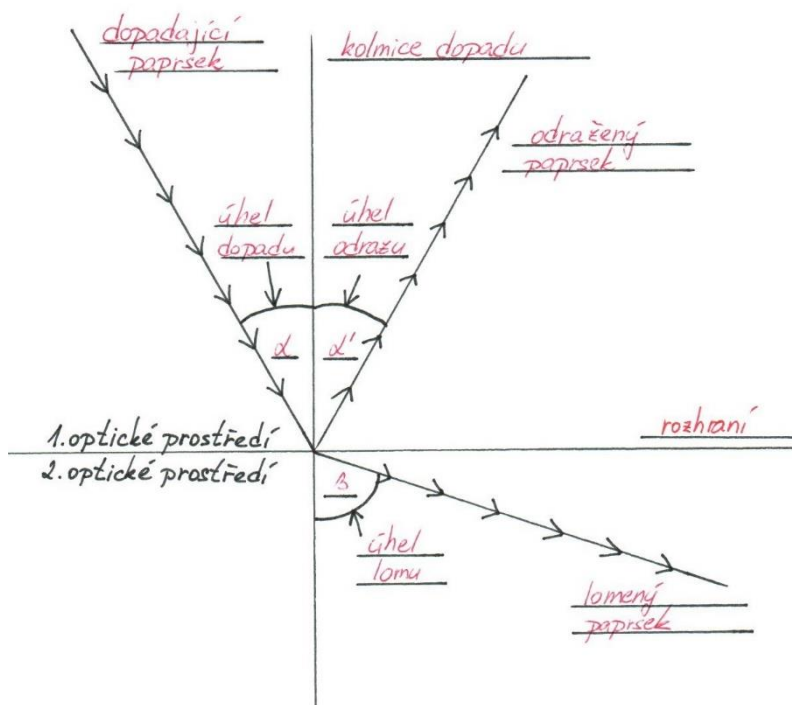 dopadající
paprsek
kolmice dopadu
odražený
paprsek
úhel
dopadu
úhel
odrazu
α
α'
1. optické prostředí
rozhraní
2. optické prostředí
β
úhel
lomu
lomený
paprsek